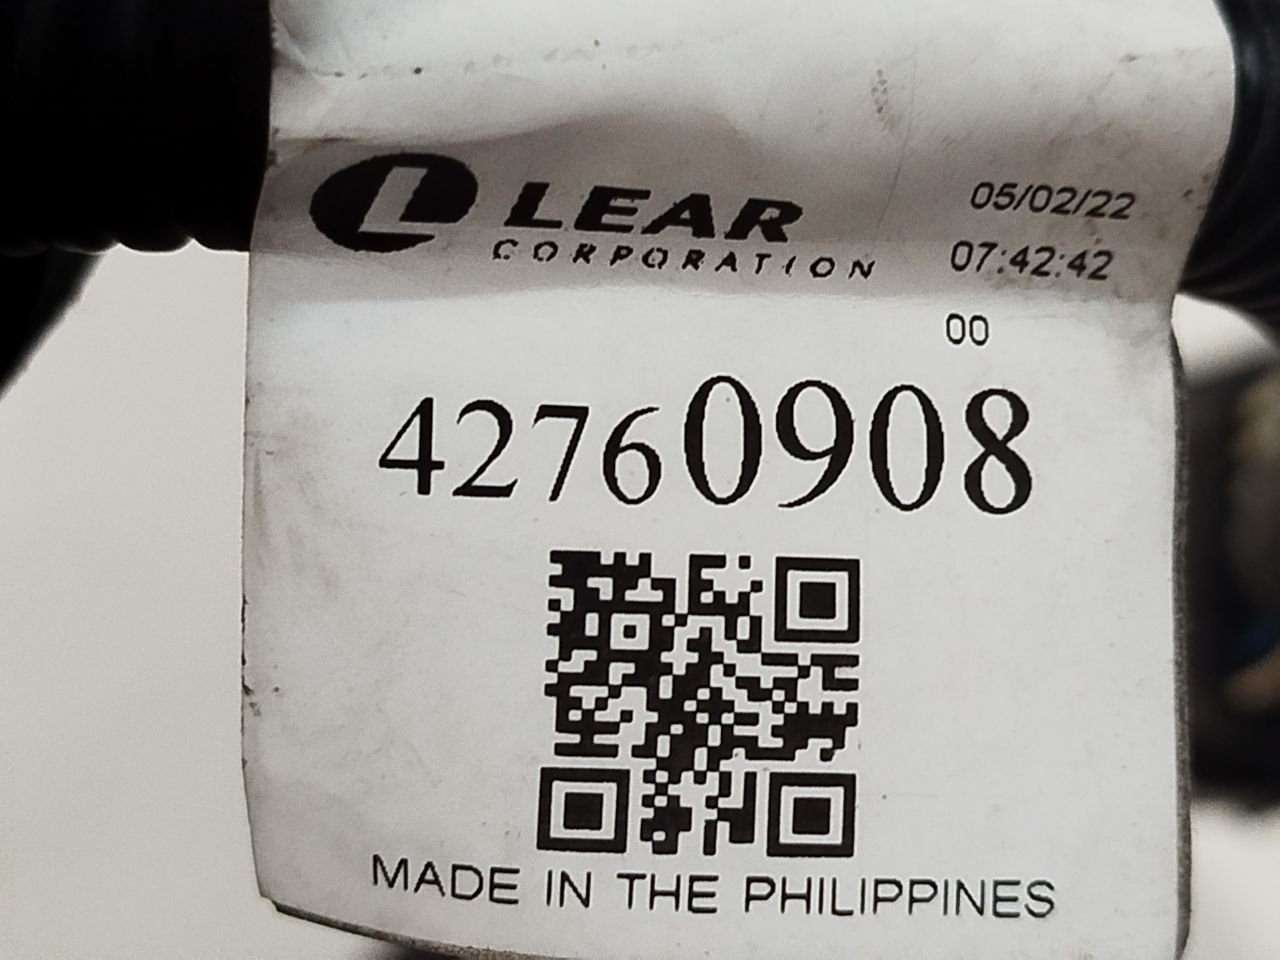 LEAR
CORPORATION
05/02/22
07:42:42
00
42760908
MADE IN THE PHILIPPINES